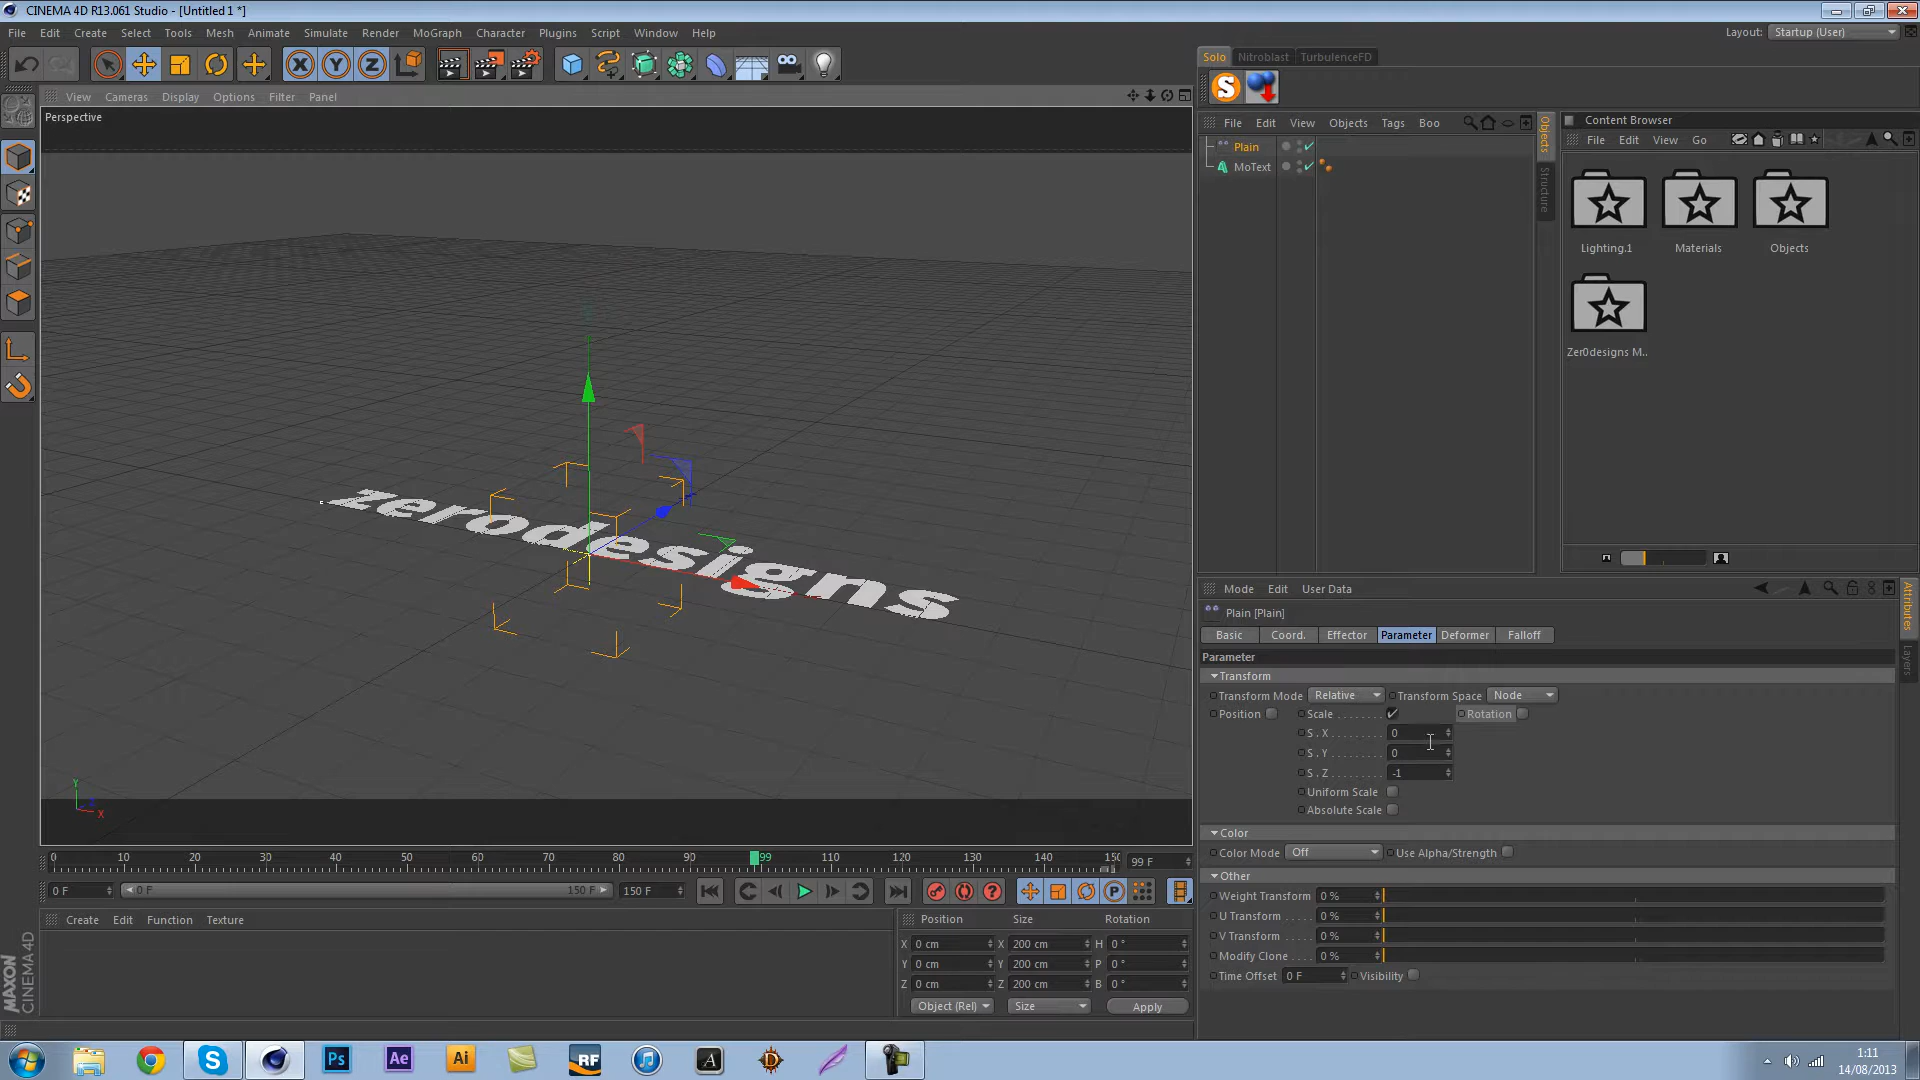 CINEMA 4D R13.061 Studio - [Untitled 1 *]
File Edit Create Select Tools Mesh Animate Simulate Render MoGraph Character Plugins Script Window Help
Layout: Startup (User)
Solo Nitroblast TurbulenceFD
View Cameras Display Options Filter Panel
Perspective
File Edit View Objects Tags Boo
Plain
MoText
Objects
Structure
Content Browser
File Edit View Go
Lighting.1 Materials Objects
Zer0designs M..
zerodesigns
Y
X
Mode Edit User Data
Plain [Plain]
Basic Coord. Effector Parameter Deformer Falloff
Parameter
Transform
Transform Mode Relative Transform Space Node
Position Scale Rotation
S . X 0
S . Y 0
S . Z -1
Uniform Scale
Absolute Scale
Color
Color Mode Off Use Alpha/Strength
Other
Weight Transform 0 %
U Transform 0 %
V Transform 0 %
Modify Clone 0 %
Time Offset 0 F Visibility
Attributes
Layers
0 10 20 30 40 50 60 70 80 90 99 110 120 130 140 150 99 F
0 F 0 F 150 F 150 F
Create Edit Function Texture
Position Size Rotation
X 0 cm X 200 cm H 0 °
Y 0 cm Y 200 cm P 0 °
Z 0 cm Z 200 cm B 0 °
Object (Rel) Size Apply
MAXON
CINEMA 4D
Ps Ae Ai RF A
1:11
14/08/2013